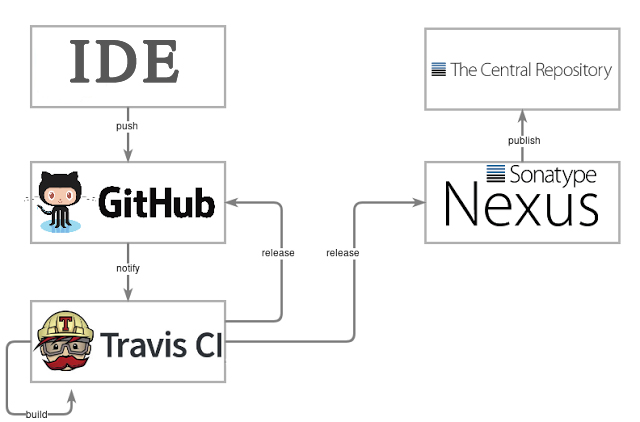 IDE
The Central Repository
push
publish
GitHub
Sonatype
Nexus
release
release
notify
T
Travis CI
build